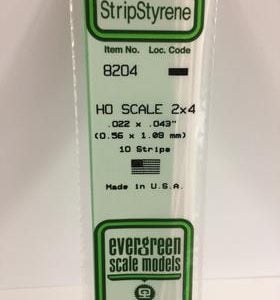 StripStyrene
Item No. Loc. Code
8204
HO SCALE 2x4
.022 x .043"
(0.56 x 1.09 mm)
10 Strips
Made in U.S.A.
evergreen
scale models